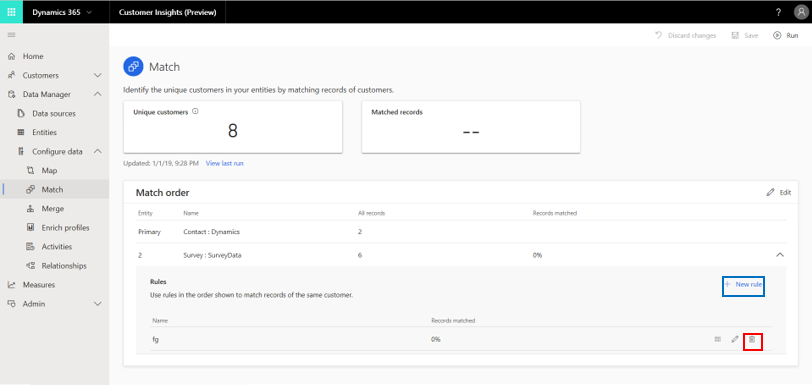 Dynamics 365 Customer Insights (Preview) ?
Discard changes Save Run
Home
Customers
Data Manager
Data sources
Entities
Configure data
Map
Match
Merge
Enrich profiles
Activities
Relationships
Measures
Admin
Match
Identify the unique customers in your entities by matching records of customers.
Unique customers
8
Matched records
--
Updated: 1/1/19, 9:28 PM View last run
Match order Edit
Entity Name All records Records matched
Primary Contact : Dynamics 2
2 Survey : SurveyData 6 0%
Rules
Use rules in the order shown to match records of the same customer.
+ New rule
Name Records matched
fg 0%